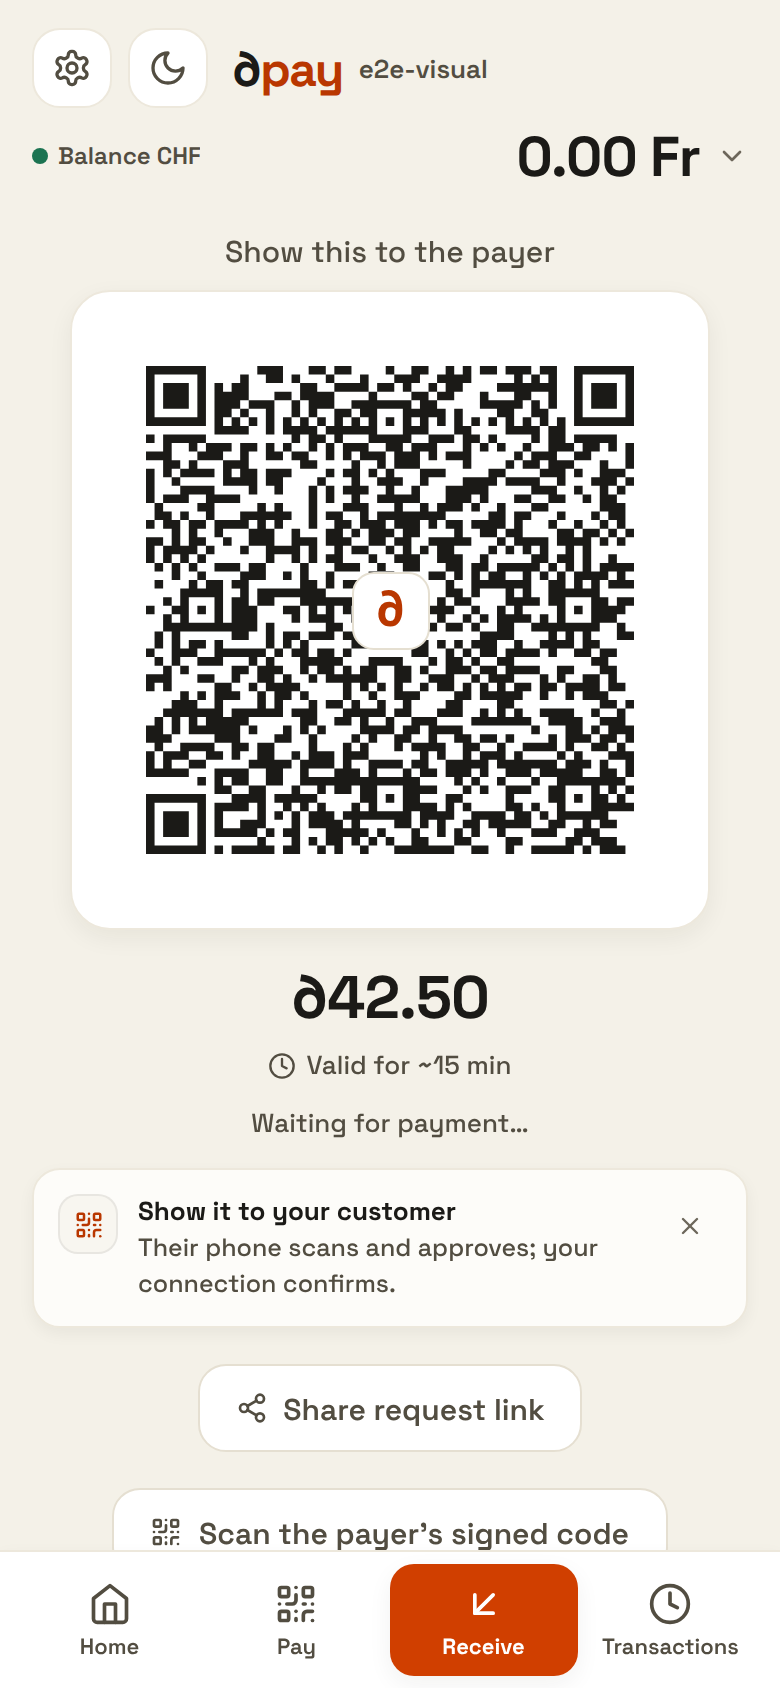 ∂pay e2e-visual
Balance CHF
0.00 Fr
Show this to the payer
∂
∂42.50
Valid for ~15 min
Waiting for payment…
Show it to your customer
Their phone scans and approves; your
connection confirms.
Share request link
Scan the payer’s signed code
Home
Pay
Receive
Transactions